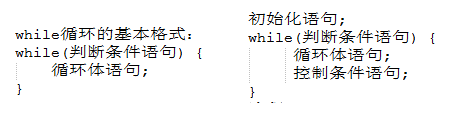 while循环的基本格式：
while(判断条件语句) {
    循环体语句;
}
初始化语句;
while(判断条件语句) {
    循环体语句;
    控制条件语句;
}